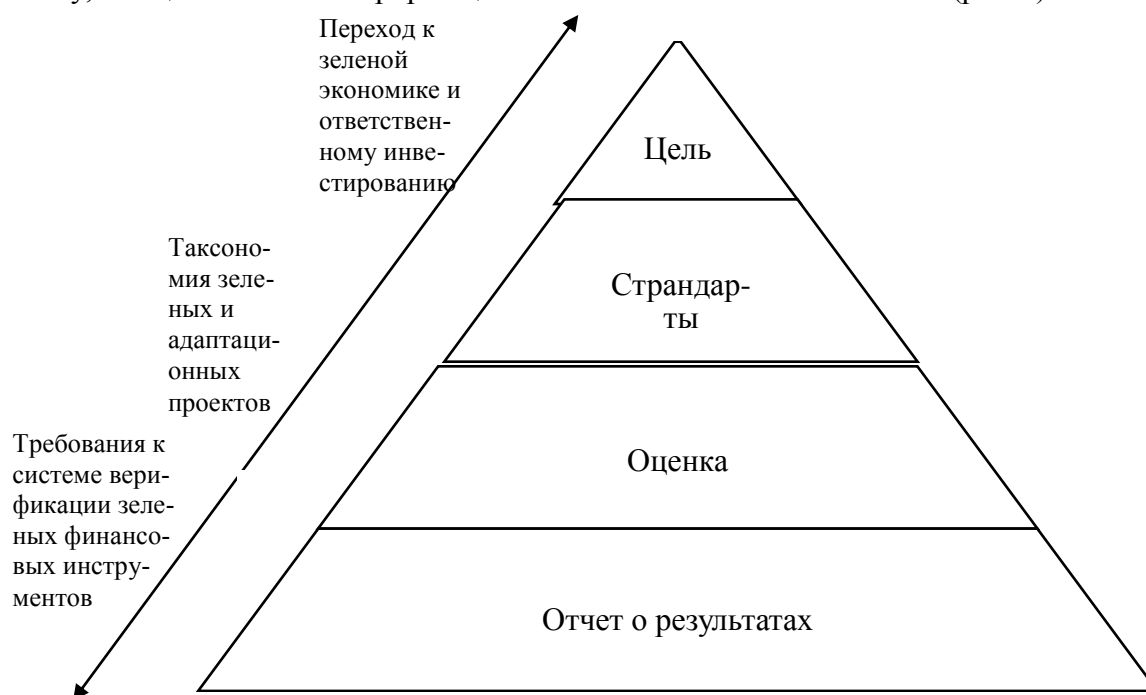 Переход к
зеленой
экономике и
ответствен-
ному инве-
стированию
Цель
Таксоно-
мия зеле-
ных и
адаптаци-
онных
проектов
Страндар-
ты
Требования к
системе вери-
фикации зеле-
ных финансо-
вых инстру-
ментов
Оценка
Отчет о результатах